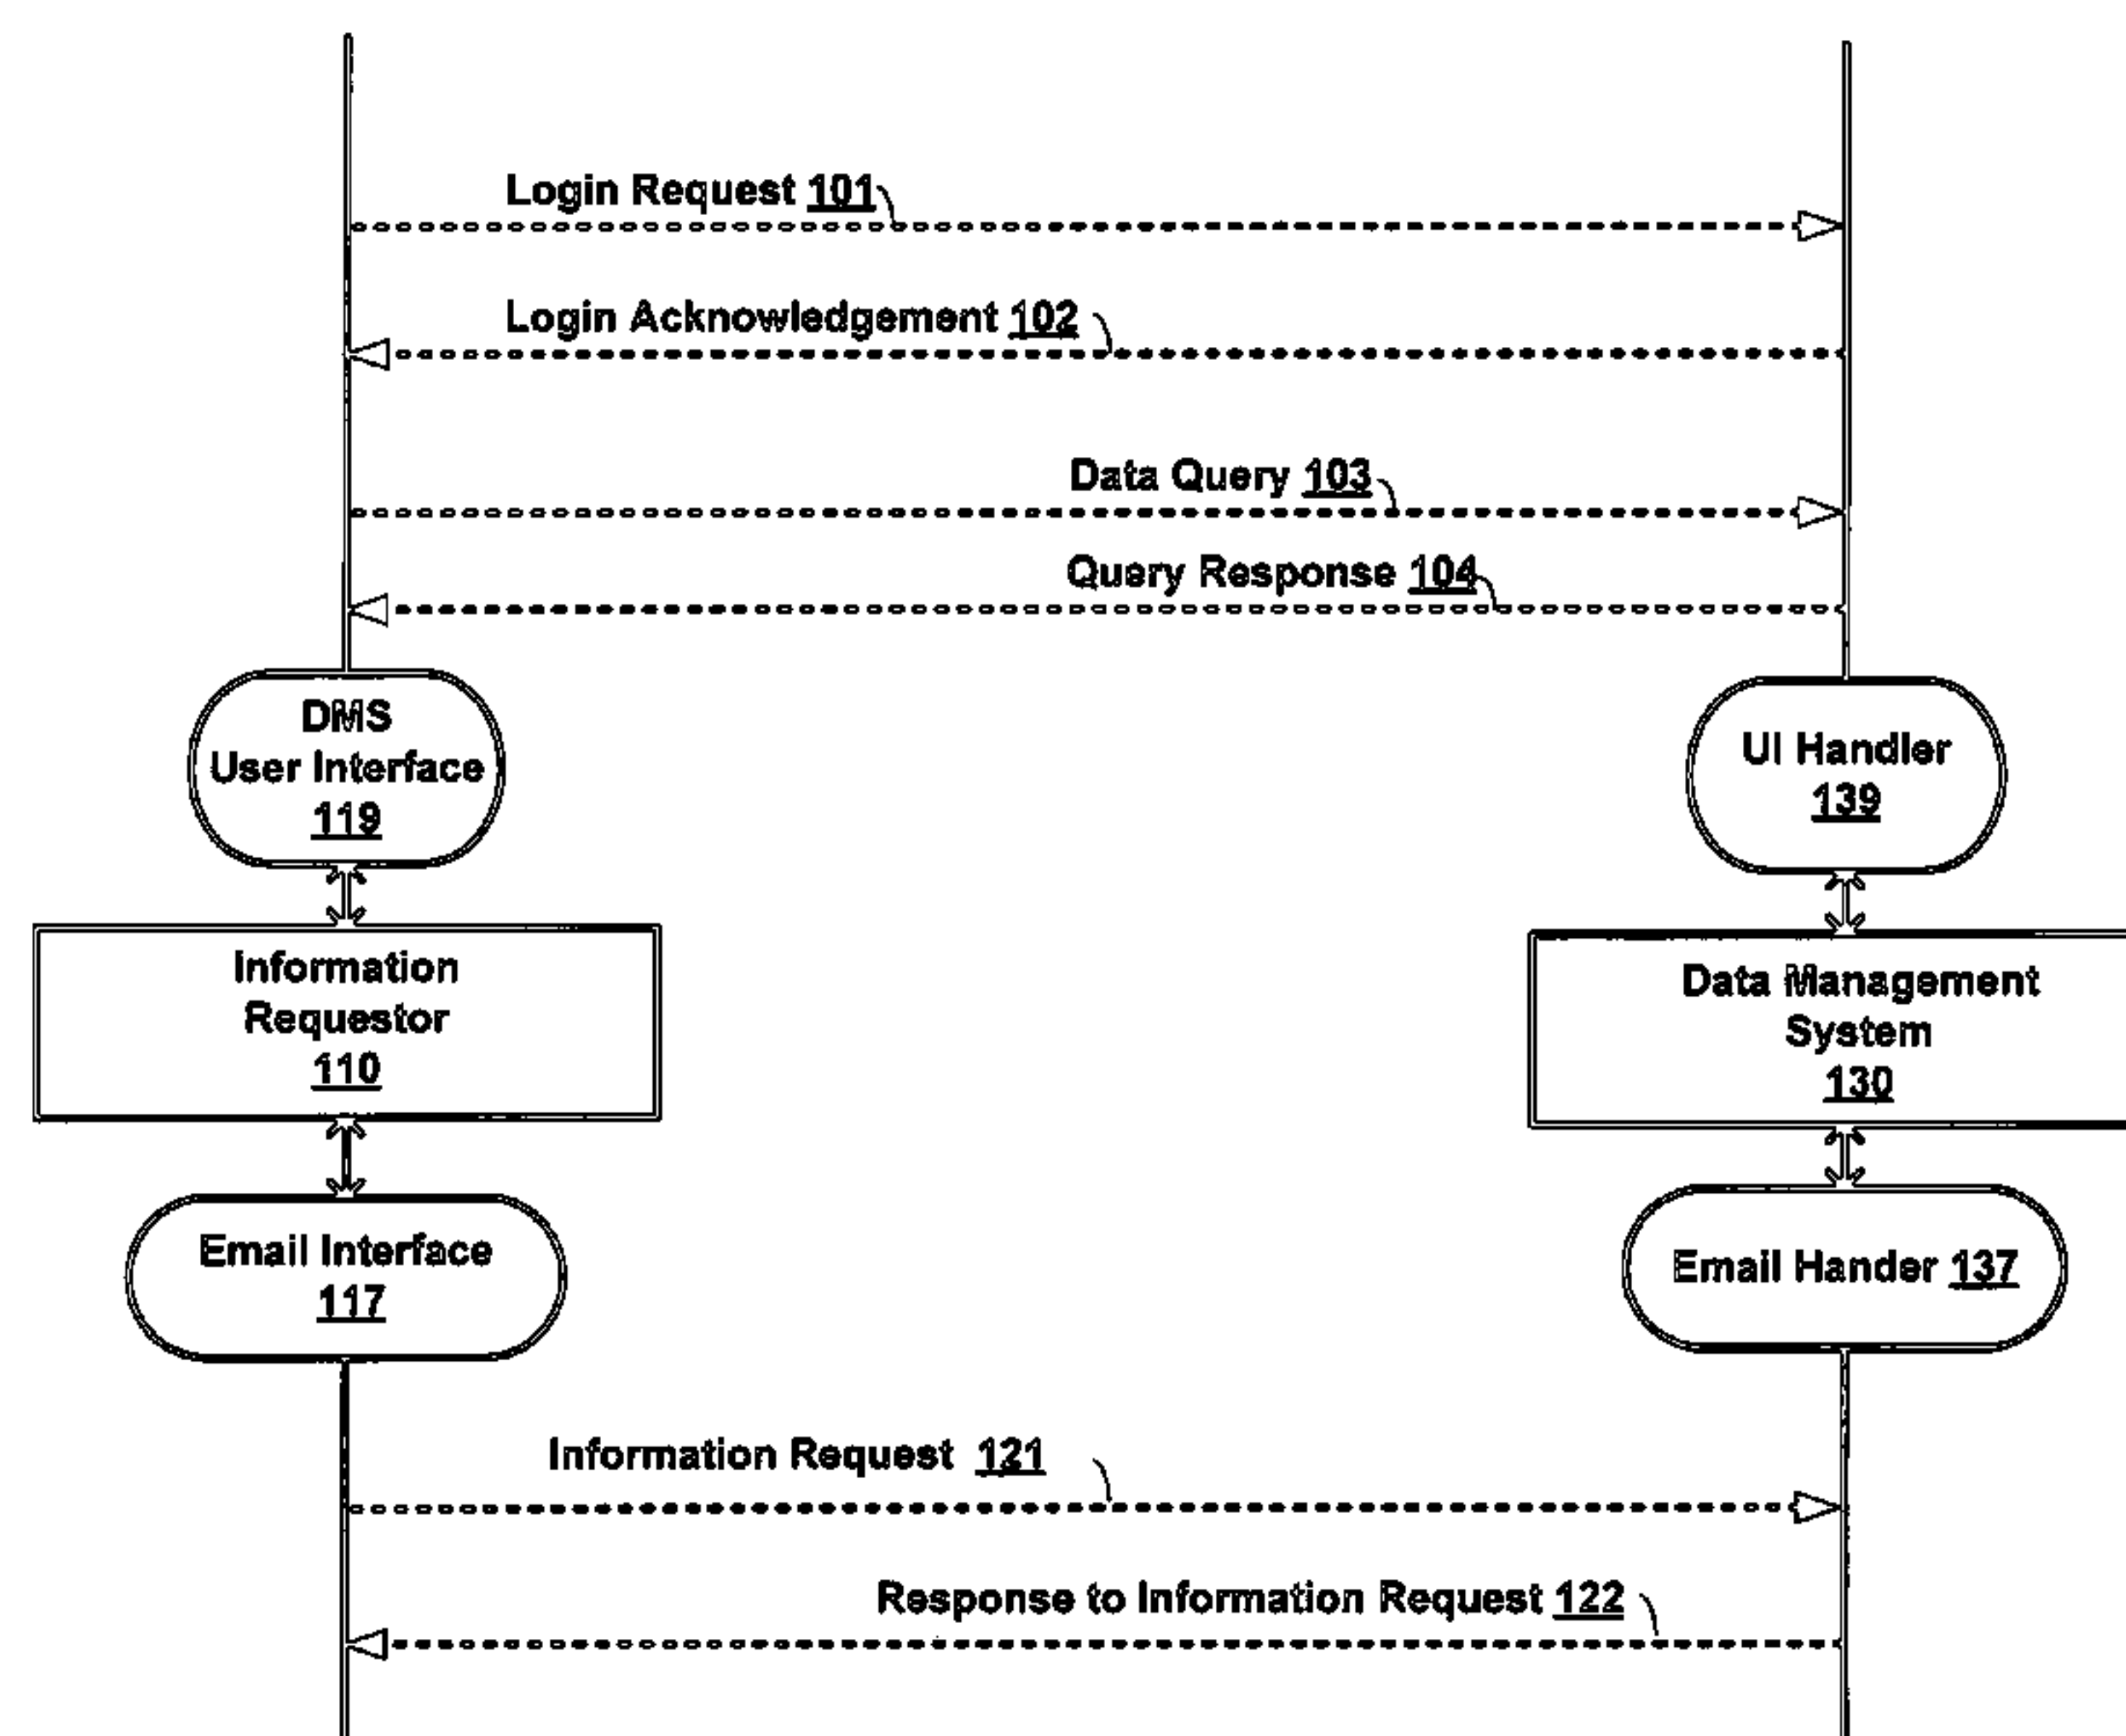 Login Request 101
Login Acknowledgement 102
Data Query 103
Query Response 104
DMS
User Interface
119
UI Handler
139
Information
Requestor
110
Data Management
System
130
Email Interface
117
Email Hander 137
Information Request 121
Response to Information Request 122